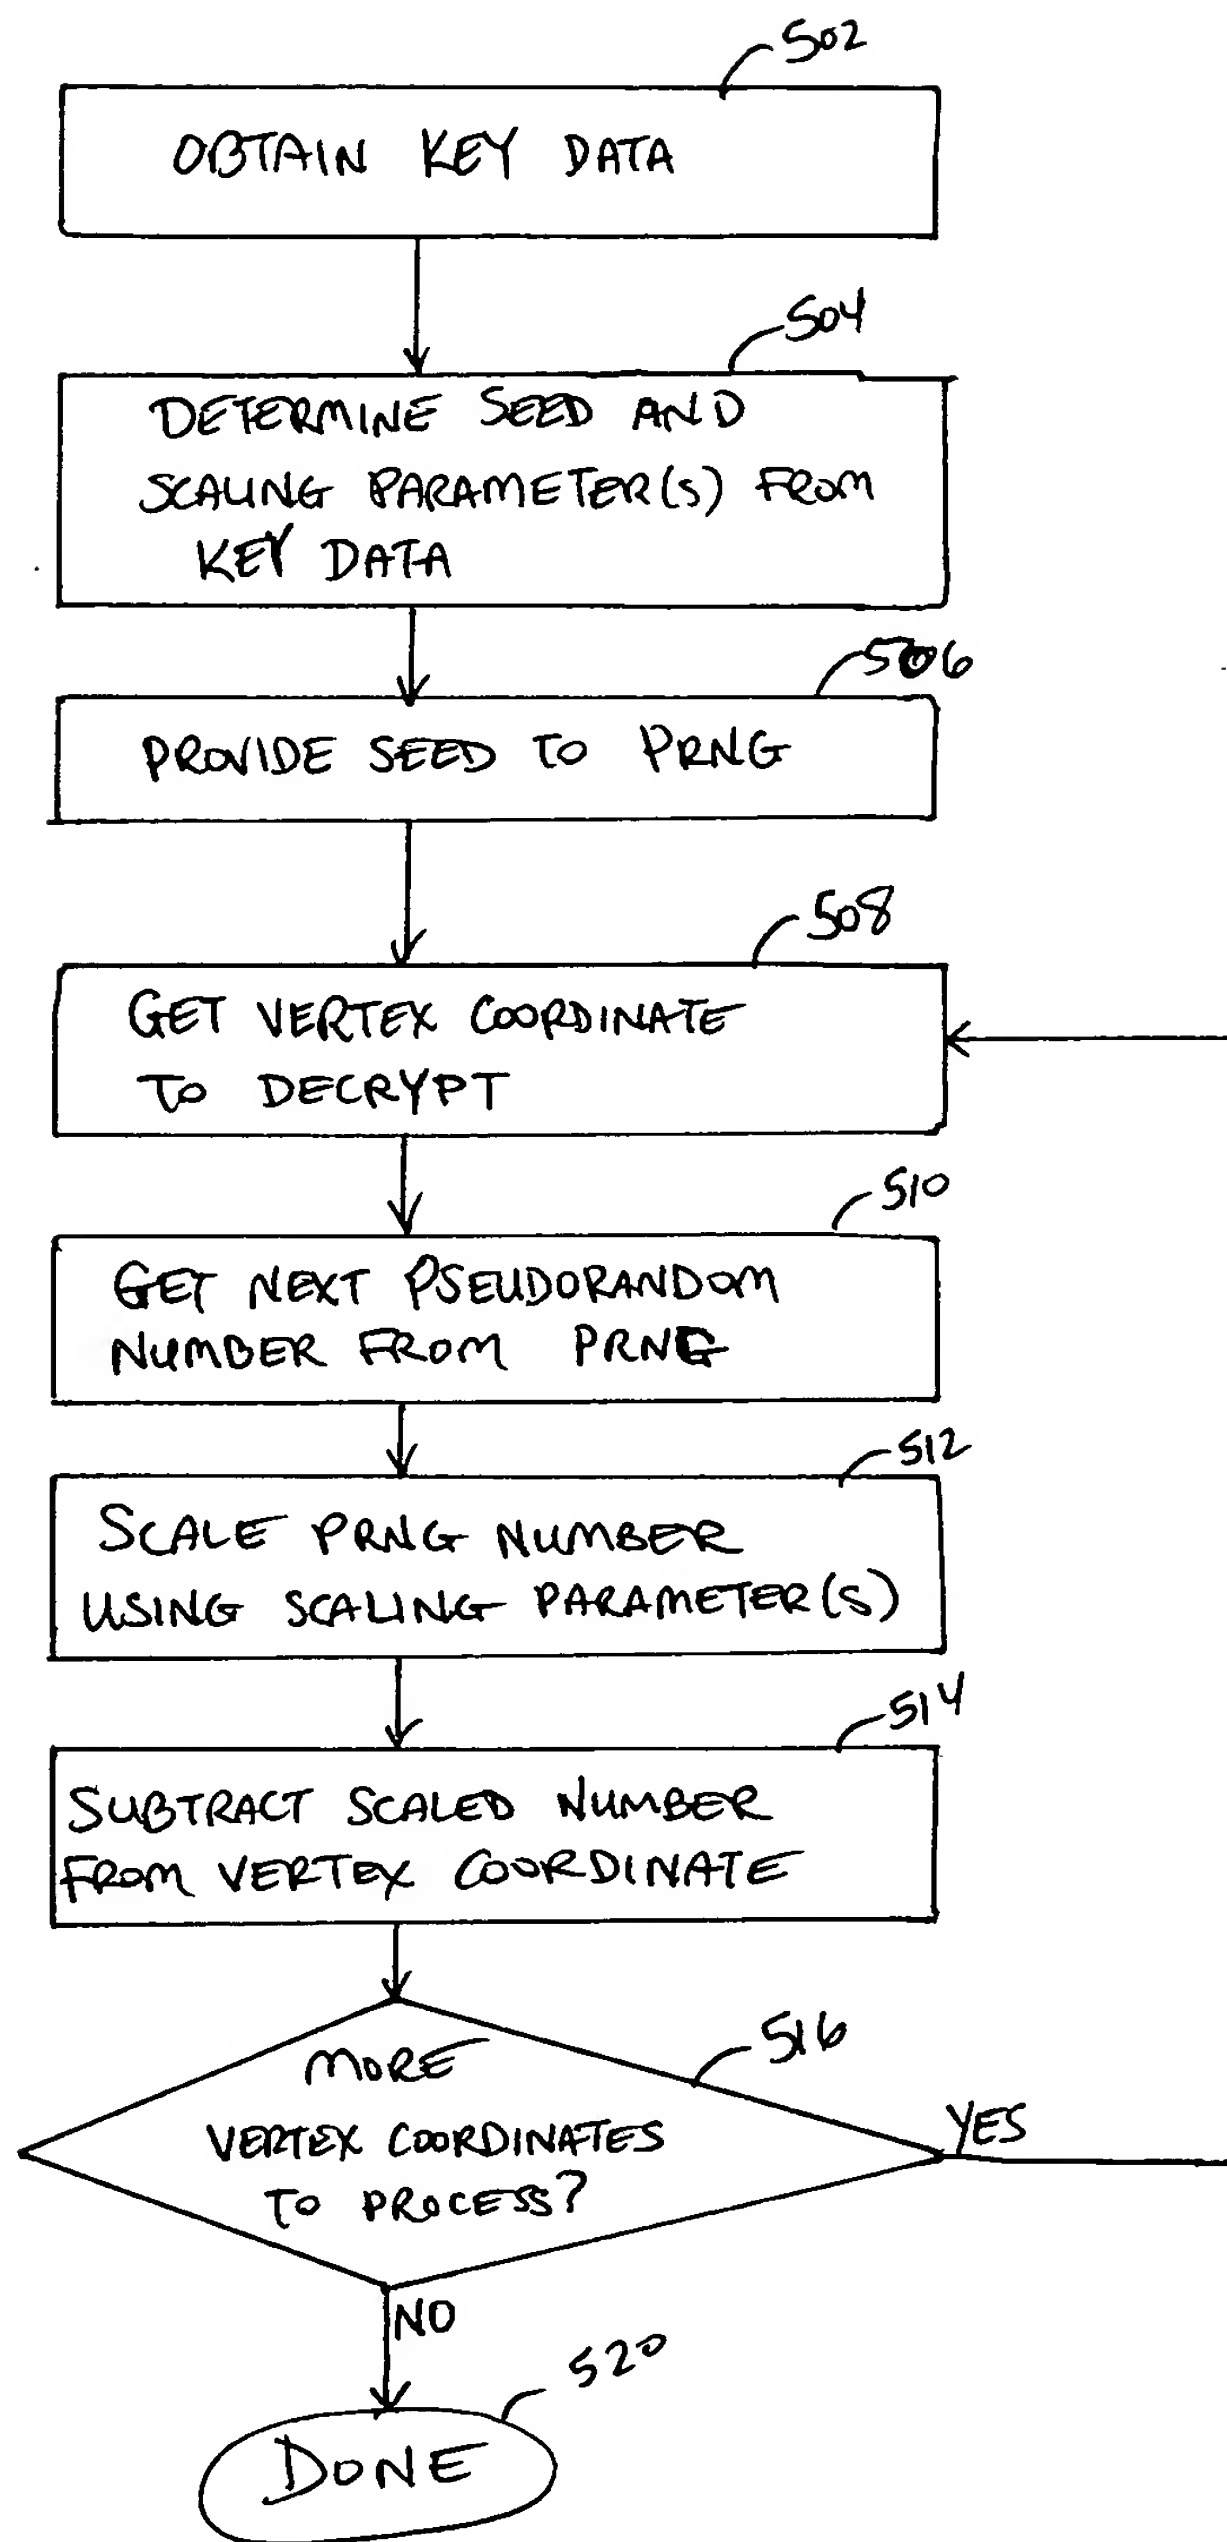 502
OBTAIN KEY DATA
504
DETERMINE SEED AND
SCALING PARAMETER(S) FROM
KEY DATA
506
PROVIDE SEED TO PRNG
508
GET VERTEX COORDINATE
TO DECRYPT
510
GET NEXT PSEUDORANDOM
NUMBER FROM PRNG
512
SCALE PRNG NUMBER
USING SCALING PARAMETER(S)
514
SUBTRACT SCALED NUMBER
FROM VERTEX COORDINATE
516
MORE
VERTEX COORDINATES
TO PROCESS?
YES
NO
520
DONE